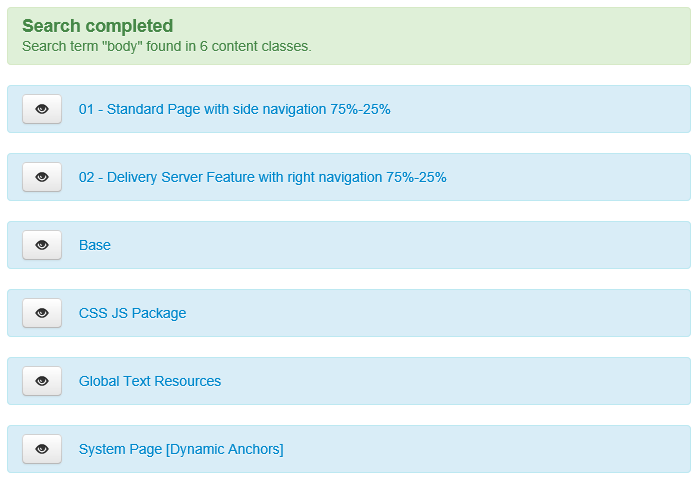 Search completed
Search term "body" found in 6 content classes.
01 - Standard Page with side navigation 75%-25%
02 - Delivery Server Feature with right navigation 75%-25%
Base
CSS JS Package
Global Text Resources
System Page [Dynamic Anchors]